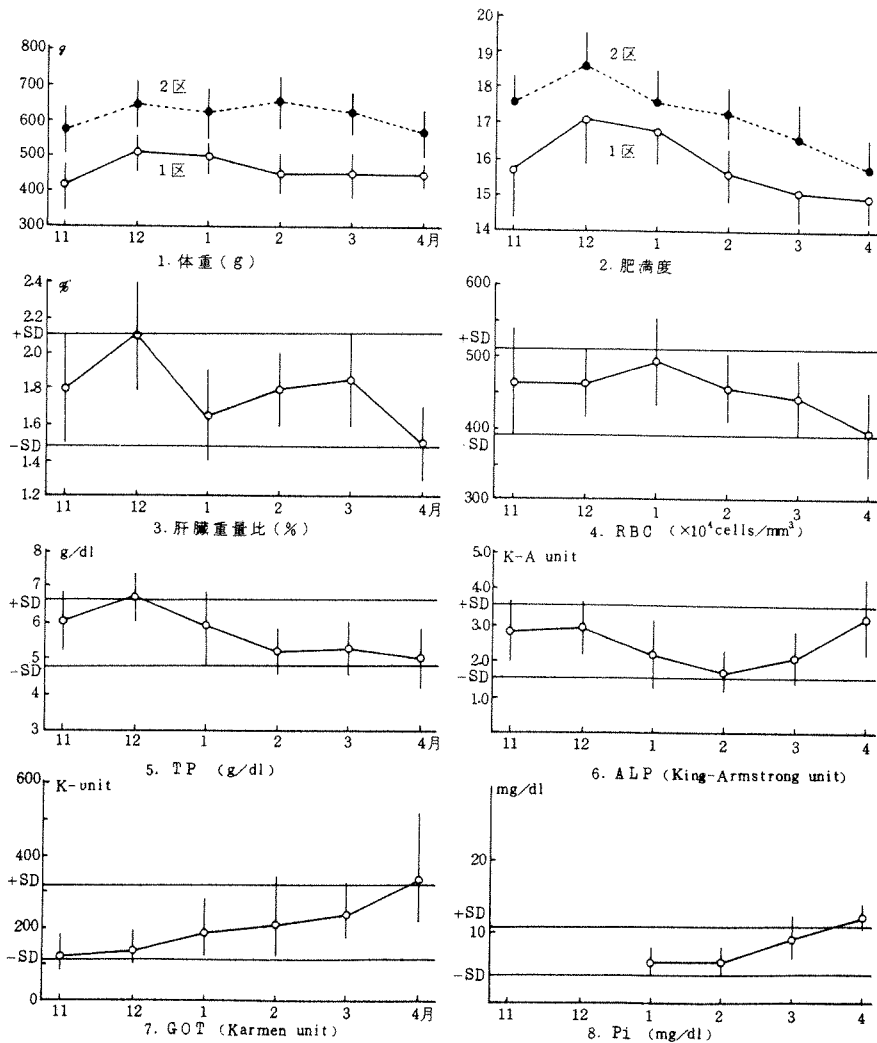 g
800
700
600
500
400
300
2区
1区
11 12 1 2 3 4月
1. 体重(g)
20
19
18
17
16
15
14
2区
1区
11 12 1 2 3 4
2. 肥満度
%
2.4
2.2
+SD
2.0
1.8
1.6
-SD
1.4
1.2
11 12 1 2 3 4月
3. 肝臓重量比(%)
600
+SD
500
400
-SD
300
11 12 1 2 3 4
4. RBC (×10⁴cells/mm³)
g/dl
8
7
+SD
6
5
-SD
4
3
11 12 1 2 3 4月
5. TP (g/dl)
K-A unit
5.0
+SD
3.0
2.0
-SD
1.0
11 12 1 2 3 4
6. ALP (King-Armstrong unit)
K-unit
600
400
+SD
200
-SD
0
11 12 1 2 3 4月
7. GOT (Karmen unit)
mg/dl
20
+SD
10
-SD
11 12 1 2 3 4
8. Pi (mg/dl)